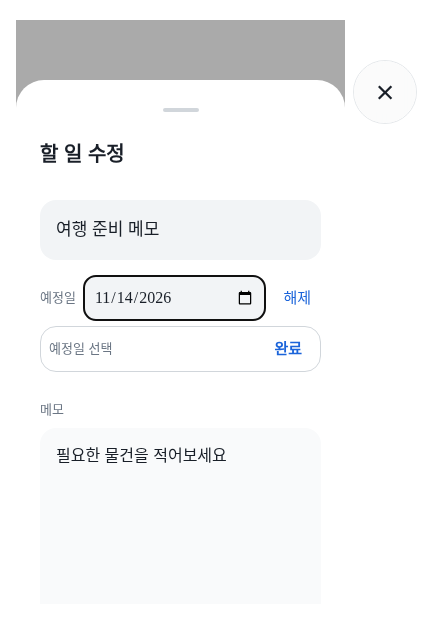 할 일 수정
여행 준비 메모
예정일 11/14/2026 해제
예정일 선택 완료
메모
필요한 물건을 적어보세요